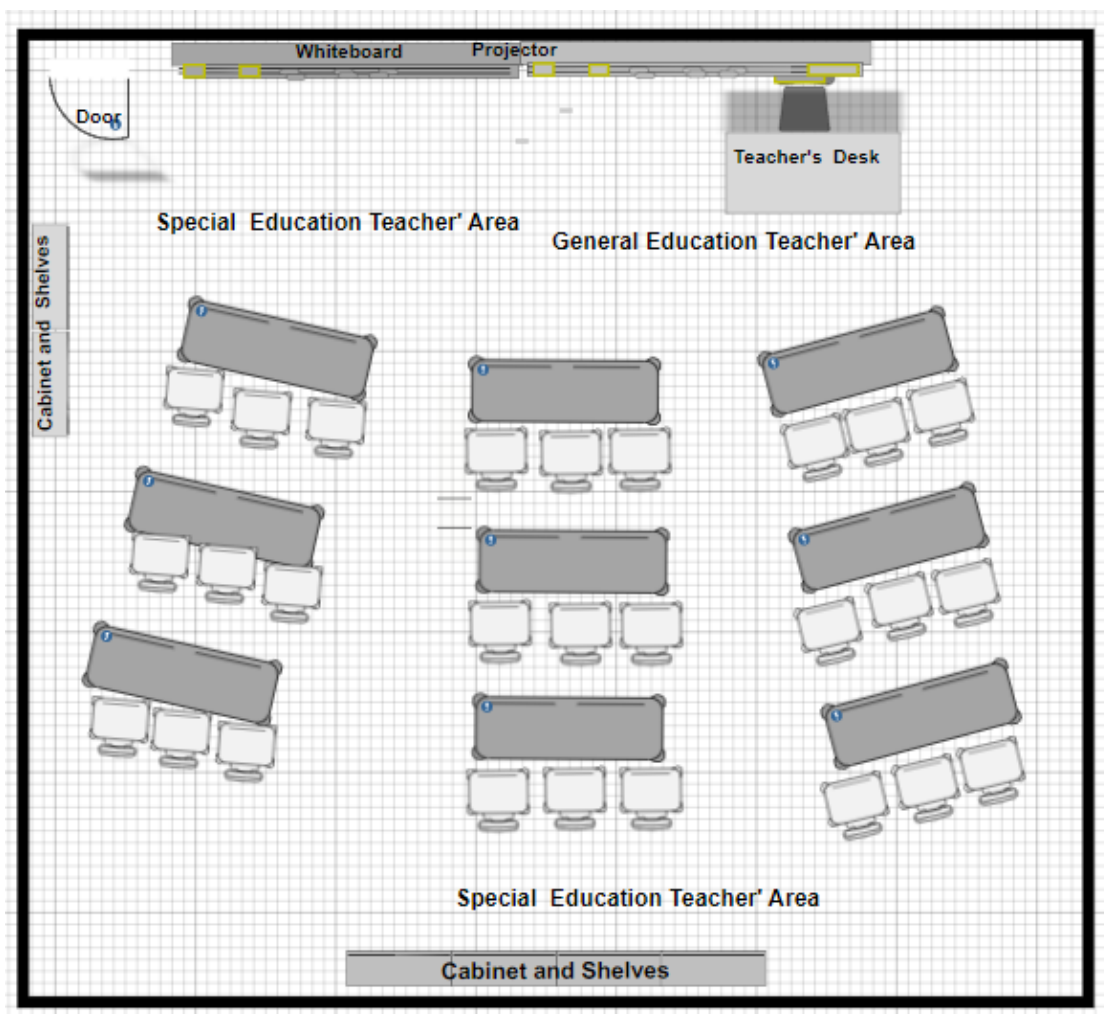 Whiteboard
Projector
Door
Teacher's Desk
Special Education Teacher' Area
General Education Teacher' Area
Cabinet and Shelves
Special Education Teacher' Area
Cabinet and Shelves